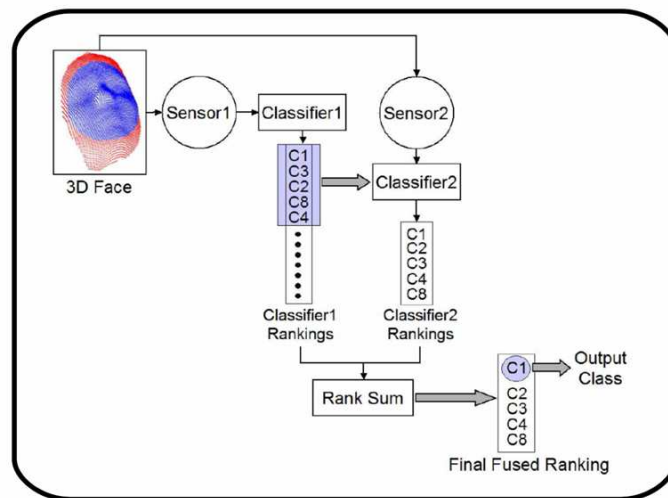 3D Face
Sensor1
Classifier1
Sensor2
C1
C3
C2
C8
C4
Classifier2
C1
C2
C3
C4
C8
Classifier1
Rankings
Classifier2
Rankings
Rank Sum
C1
C2
C3
C4
C8
Output
Class
Final Fused Ranking